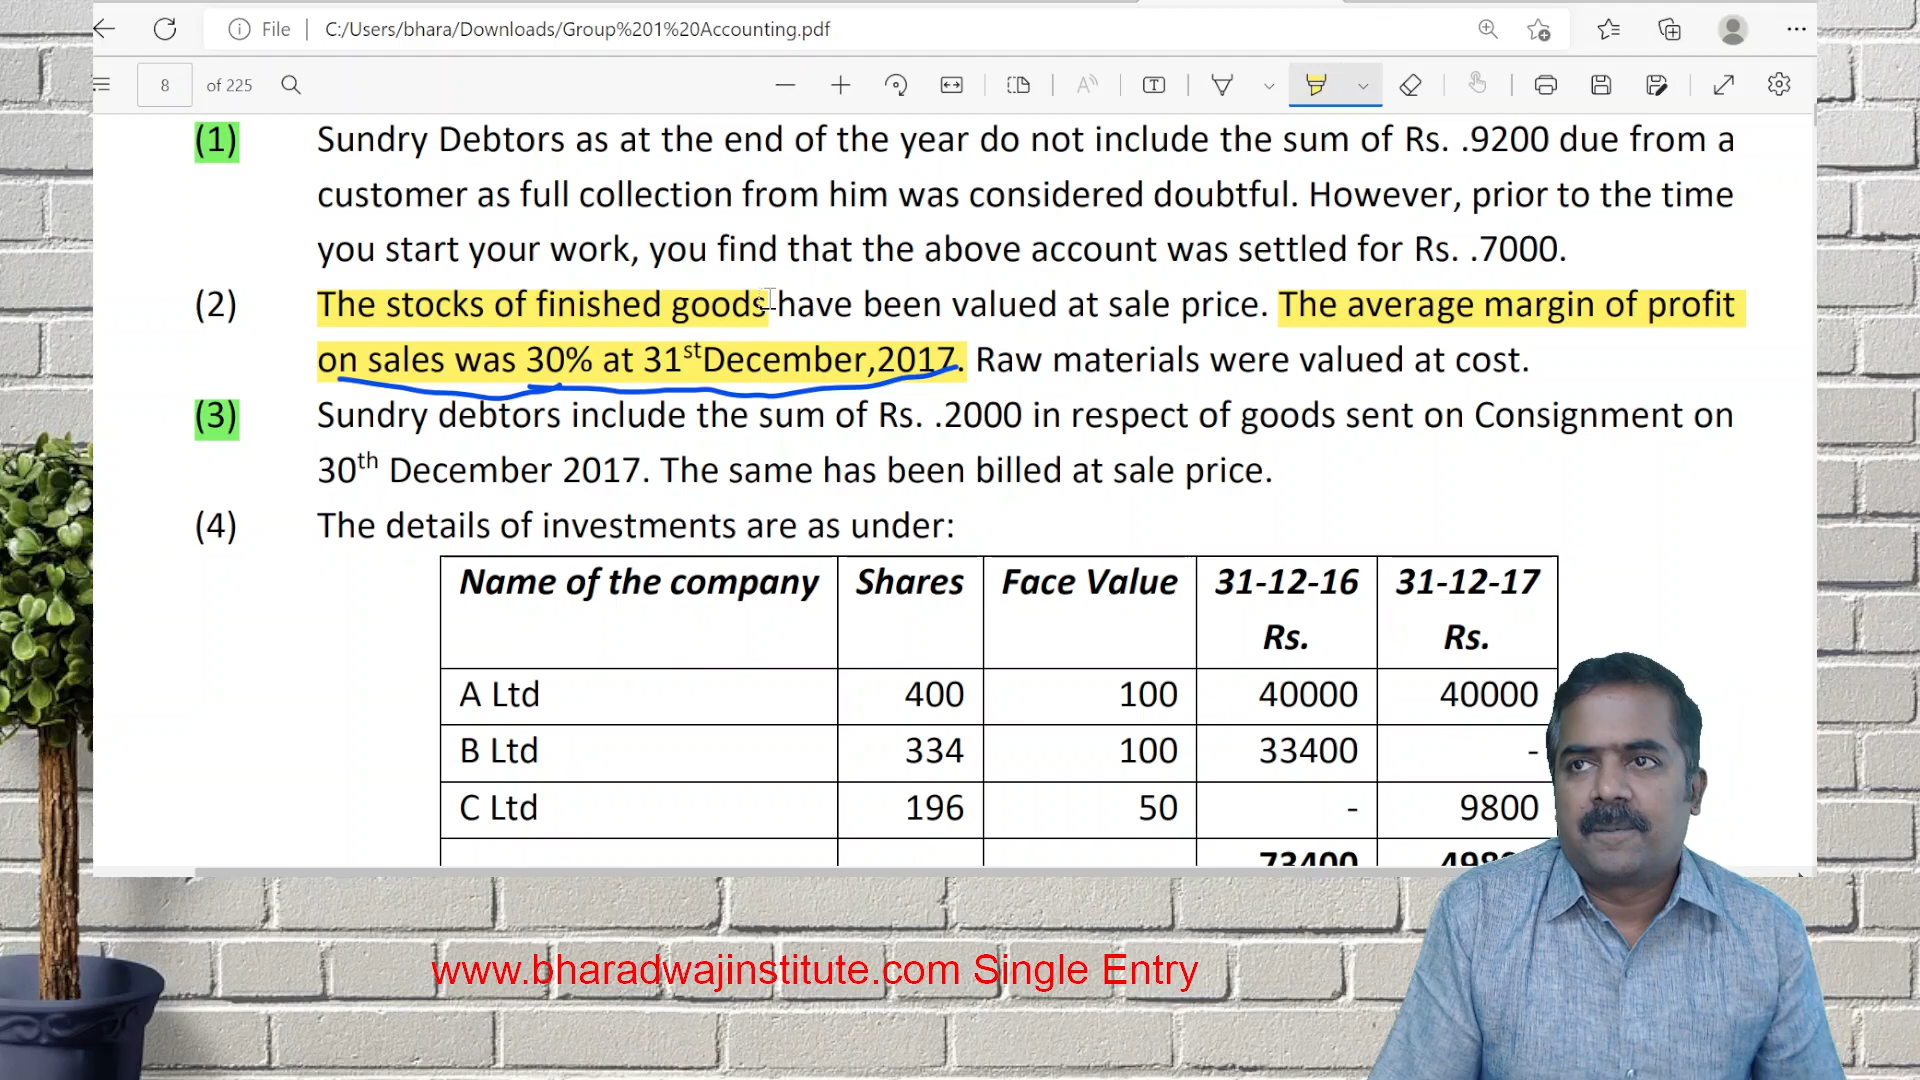 File C:/Users/bhara/Downloads/Group%201%20Accounting.pdf
8 of 225
(1) Sundry Debtors as at the end of the year do not include the sum of Rs. .9200 due from a
customer as full collection from him was considered doubtful. However, prior to the time
you start your work, you find that the above account was settled for Rs. .7000.
(2) The stocks of finished goods have been valued at sale price. The average margin of profit
on sales was 30% at 31stDecember,2017. Raw materials were valued at cost.
(3) Sundry debtors include the sum of Rs. .2000 in respect of goods sent on Consignment on
30th December 2017. The same has been billed at sale price.
(4) The details of investments are as under:
Name of the company Shares Face Value 31-12-16 31-12-17
Rs. Rs.
A Ltd 400 100 40000 40000
B Ltd 334 100 33400 -
C Ltd 196 50 - 9800
73400
www.bharadwajinstitute.com Single Entry